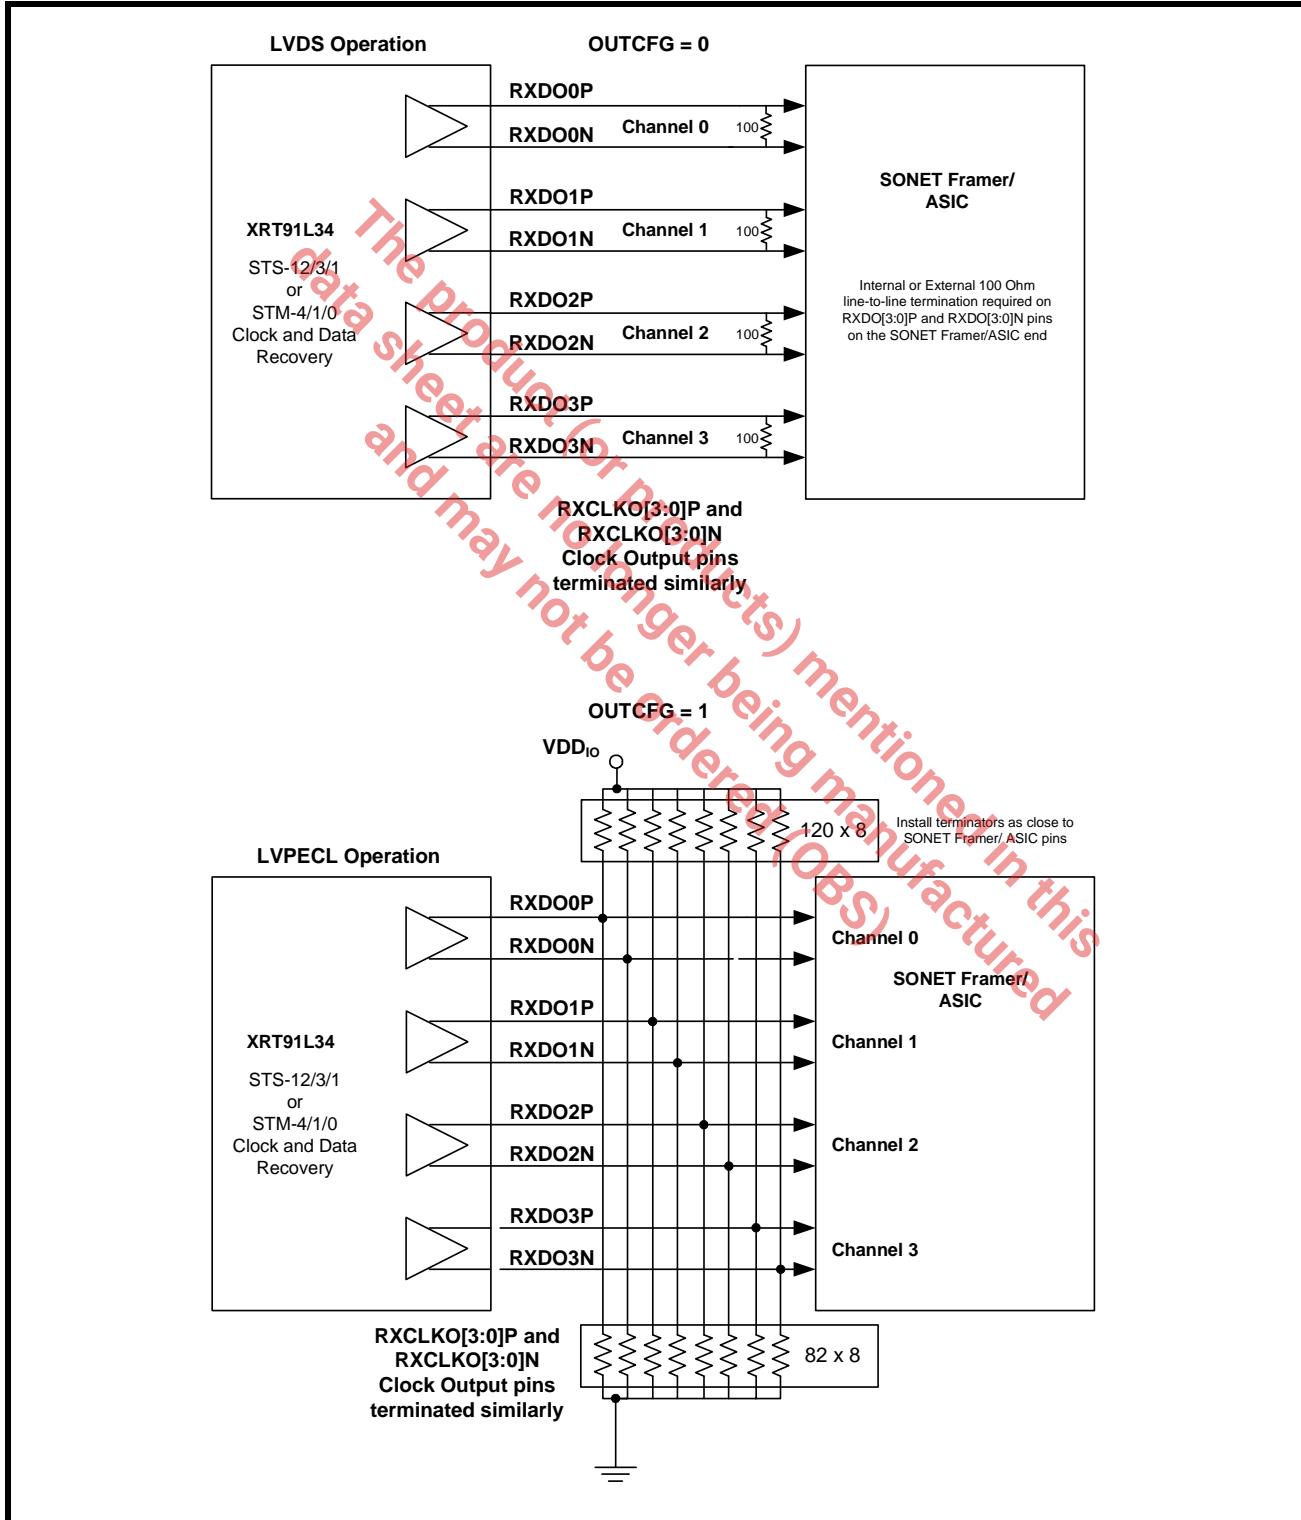 LVDS Operation
OUTCFG = 0
RXDO0P
RXDO0N
Channel 0
100
RXDO1P
RXDO1N
Channel 1
100
RXDO2P
RXDO2N
Channel 2
100
RXDO3P
RXDO3N
Channel 3
100
XRT91L34
STS-12/3/1
or
STM-4/1/0
Clock and Data
Recovery
SONET Framer/
ASIC
Internal or External 100 Ohm
line-to-line termination required on
RXDO[3:0]P and RXDO[3:0]N pins
on the SONET Framer/ASIC end
RXCLKO[3:0]P and
RXCLKO[3:0]N
Clock Output pins
terminated similarly
The product (or products) mentioned in this
data sheet are no longer being manufactured
and may not be ordered (OBS)
OUTCFG = 1
VDDIO
120 x 8
Install terminators as close to
SONET Framer/ ASIC pins
LVPECL Operation
RXDO0P
RXDO0N
Channel 0
SONET Framer/
ASIC
RXDO1P
RXDO1N
Channel 1
XRT91L34
STS-12/3/1
or
STM-4/1/0
Clock and Data
Recovery
RXDO2P
RXDO2N
Channel 2
RXDO3P
RXDO3N
Channel 3
RXCLKO[3:0]P and
RXCLKO[3:0]N
Clock Output pins
terminated similarly
82 x 8